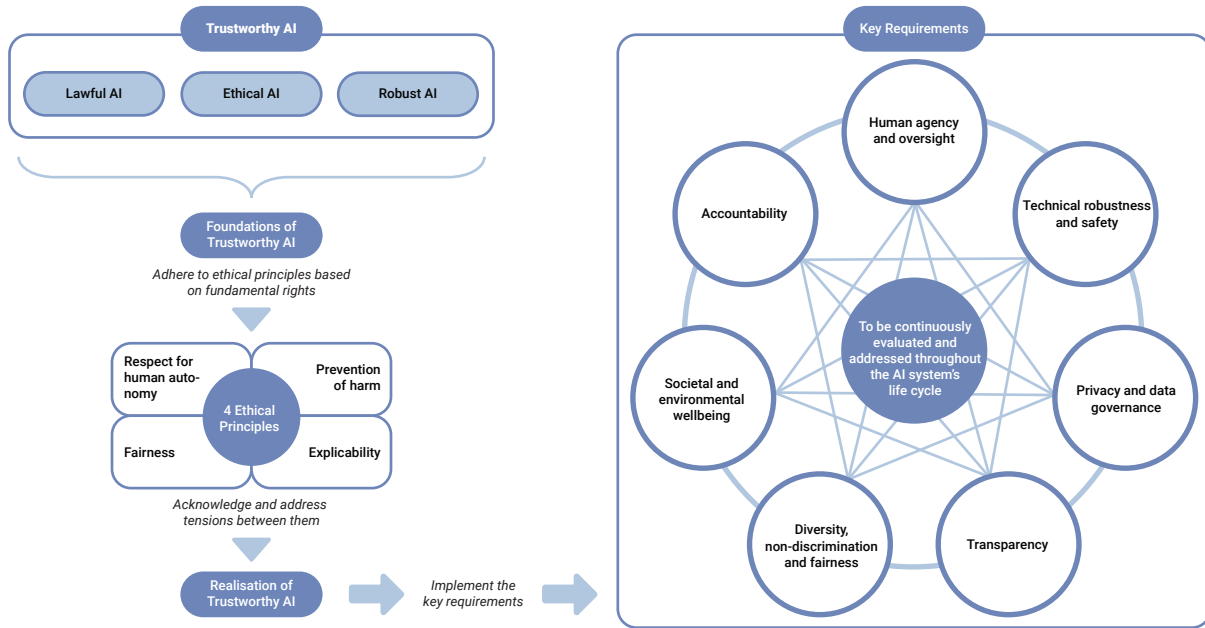 Trustworthy AI
Lawful AI
Ethical AI
Robust AI
Foundations of
Trustworthy AI
Adhere to ethical principles based
on fundamental rights
Respect for
human auto-
nomy
Prevention
of harm
4 Ethical
Principles
Fairness
Explicability
Acknowledge and address
tensions between them
Realisation of
Trustworthy AI
Implement the
key requirements
Key Requirements
Human agency
and oversight
Technical robustness
and safety
Privacy and data
governance
Transparency
Diversity,
non-discrimination
and fairness
Societal and
environmental
wellbeing
Accountability
To be continuously
evaluated and
addressed throughout
the AI system's
life cycle